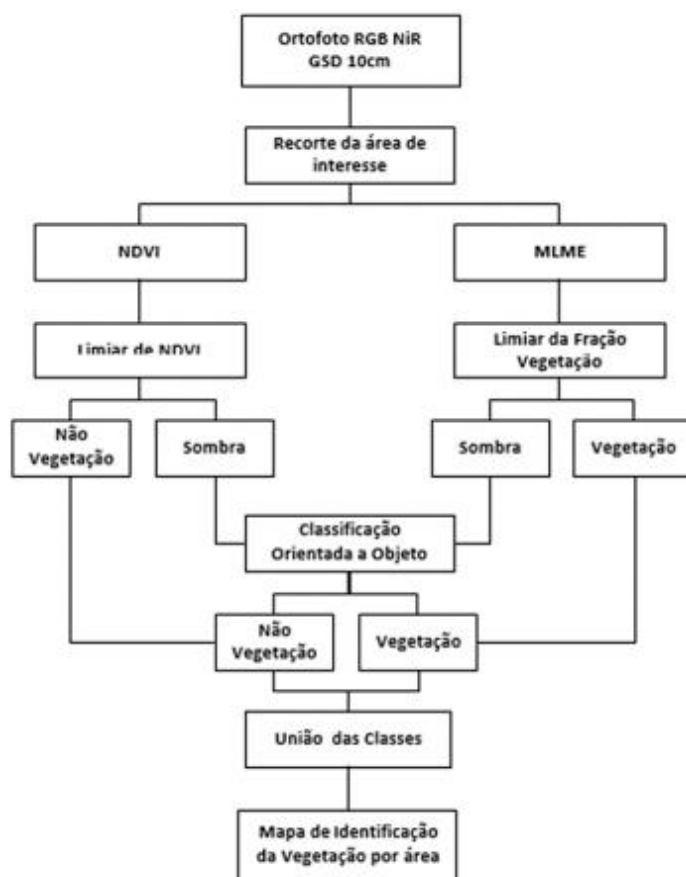 Ortofoto RGB NiR
GSD 10cm
Recorte da área de
interesse
NDVI
MLME
Limiar de NDVI
Limiar da Fração
Vegetação
Não
Vegetação
Sombra
Sombra
Vegetação
Classificação
Orientada a Objeto
Não
Vegetação
Vegetação
União das Classes
Mapa de Identificação
da Vegetação por área